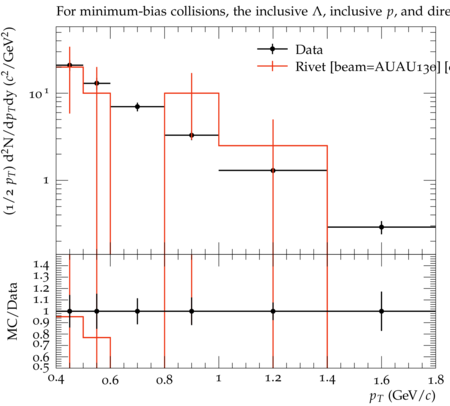 For minimum-bias collisions, the inclusive Λ, inclusive p, and dire
Data
Rivet [beam=AUAU130] [c
(1/2 p_T) d²N/dp_Tdy (c²/GeV²)
10¹
1
MC/Data
1.4
1.3
1.2
1.1
1
0.9
0.8
0.7
0.6
0.5
0.4 0.6 0.8 1 1.2 1.4 1.6 1.8
p_T (GeV/c)